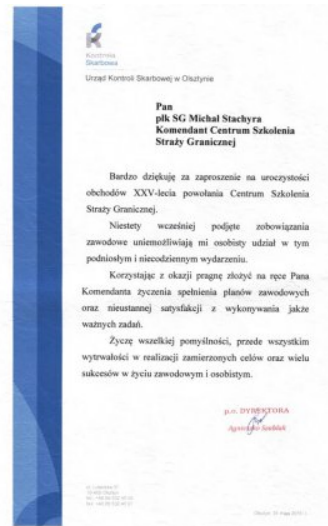 Kontrola
Skarbowa
Urząd Kontroli Skarbowej w Olsztynie
Pan
płk SG Michał Stachyra
Komendant Centrum Szkolenia
Straży Granicznej
Bardzo dziękuję za zaproszenie na uroczystości
obchodów XXV-lecia powołania Centrum Szkolenia
Straży Granicznej.
Niestety wcześniej podjęte zobowiązania
zawodowe uniemożliwiają mi osobisty udział w tym
podniosłym i niecodziennym wydarzeniu.
Korzystając z okazji pragnę złożyć na ręce Pana
Komendanta życzenia spełnienia planów zawodowych
oraz nieustannej satysfakcji z wykonywania jakże
ważnych zadań.
Życzę wszelkiej pomyślności, przede wszystkim
wytrwałości w realizacji zamierzonych celów oraz wielu
sukcesów w życiu zawodowym i osobistym.
p.o. DYREKTORA